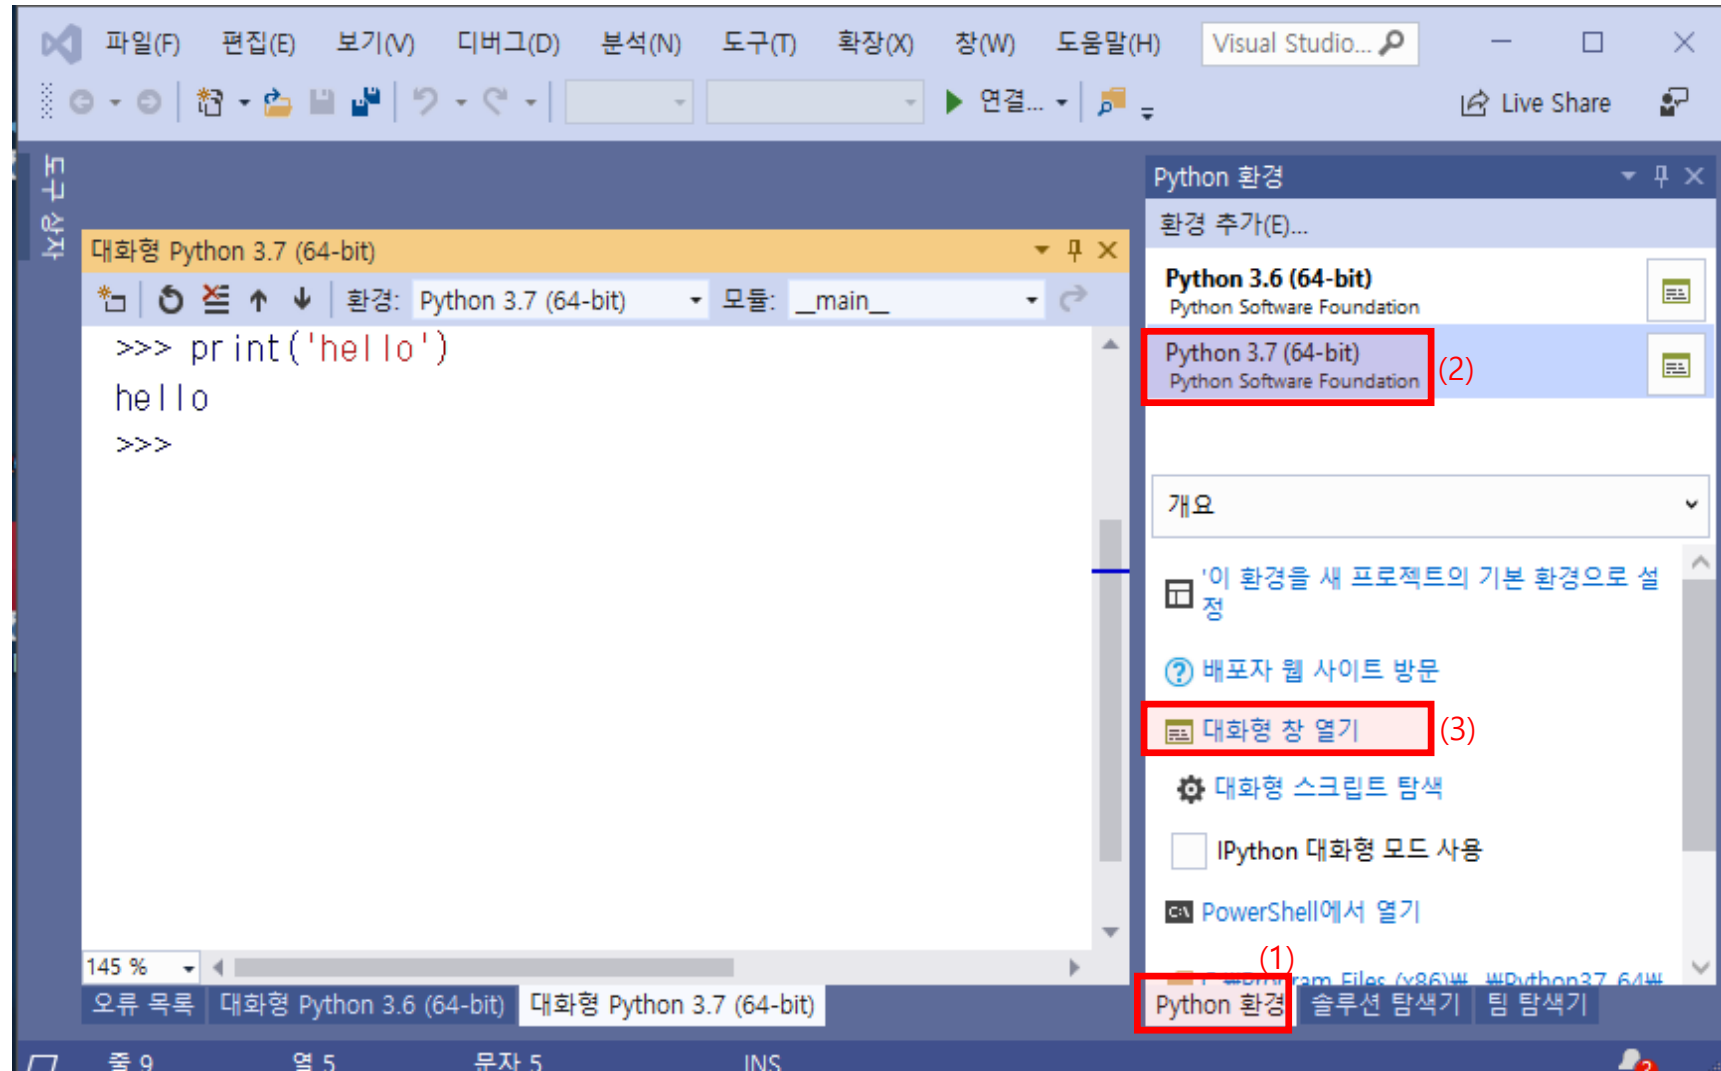 파일(F) 편집(E) 보기(V) 디버그(D) 분석(N) 도구(T) 확장(X) 창(W) 도움말(H) Visual Studio...
연결... Live Share
도구 상자
대화형 Python 3.7 (64-bit)
환경: Python 3.7 (64-bit) 모듈: __main__
>>> print('hello')
hello
>>>
145 %
오류 목록 대화형 Python 3.6 (64-bit) 대화형 Python 3.7 (64-bit)
Python 환경
환경 추가(E)...
Python 3.6 (64-bit)
Python Software Foundation
Python 3.7 (64-bit)
Python Software Foundation
(2)
개요
'이 환경을 새 프로젝트의 기본 환경으로 설
정
배포자 웹 사이트 방문
대화형 창 열기 (3)
대화형 스크립트 탐색
IPython 대화형 모드 사용
PowerShell에서 열기
(1)
Python 환경 솔루션 탐색기 팀 탐색기
줄 9 열 5 문자 5 INS
2